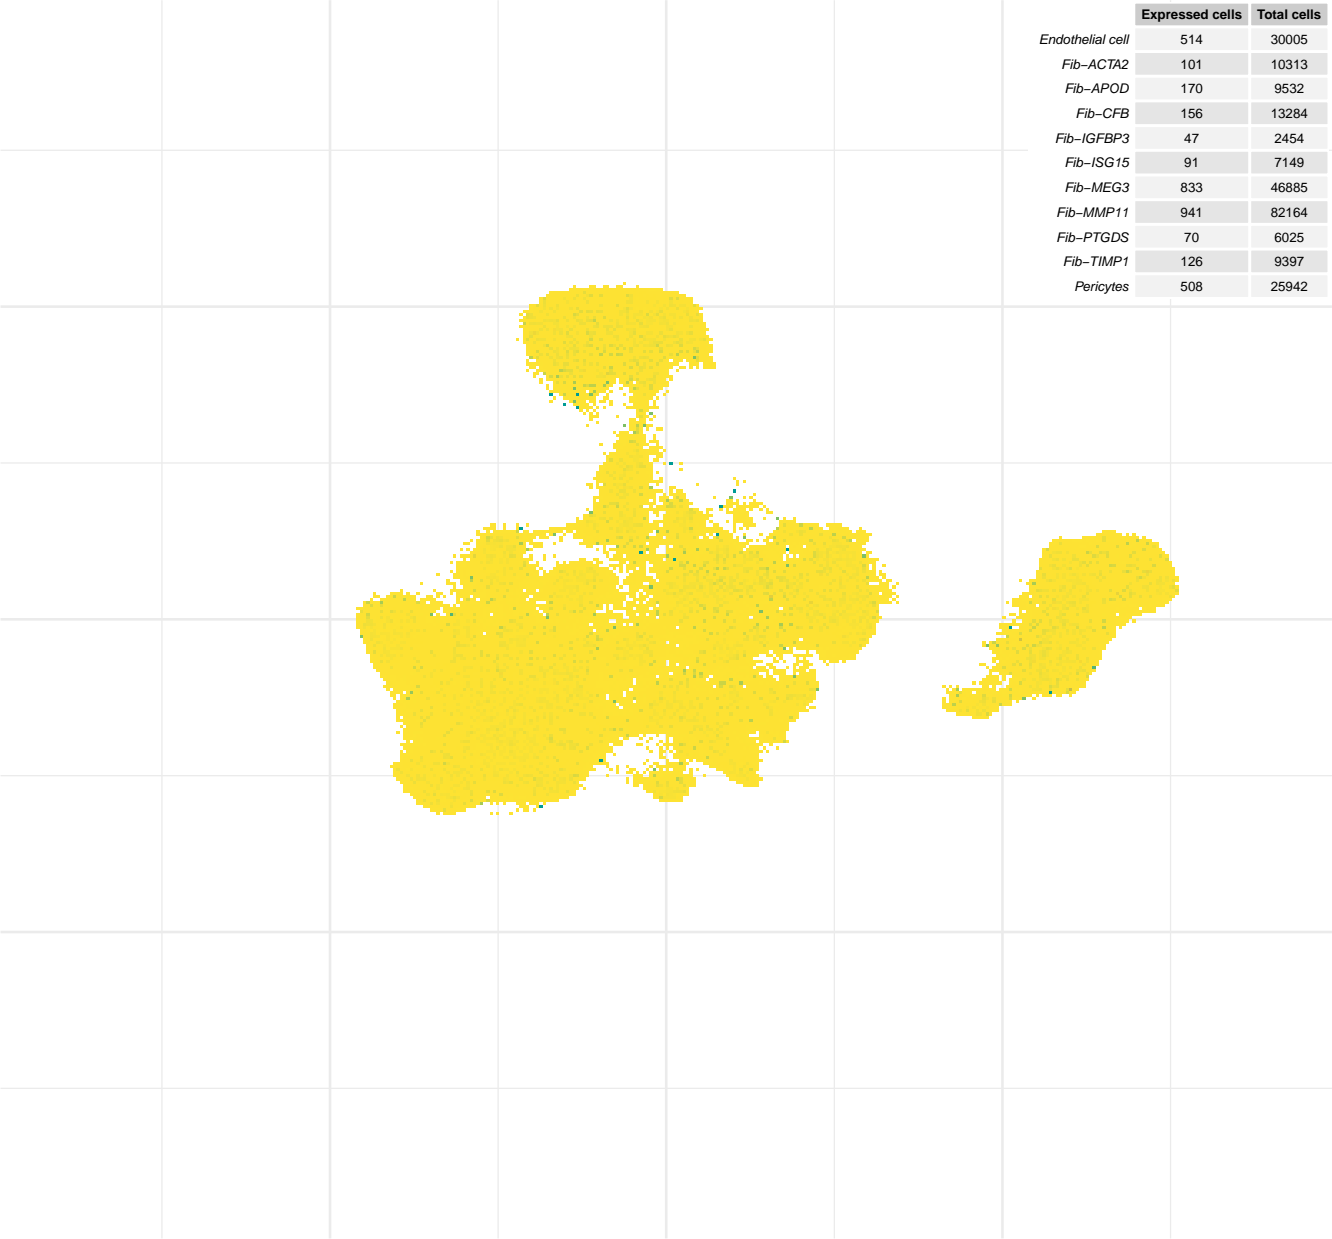 Expressed cells Total cells
Endothelial cell 514 30005
Fib−ACTA2 101 10313
Fib−APOD 170 9532
Fib−CFB 156 13284
Fib−IGFBP3 47 2454
Fib−ISG15 91 7149
Fib−MEG3 833 46885
Fib−MMP11 941 82164
Fib−PTGDS 70 6025
Fib−TIMP1 126 9397
Pericytes 508 25942